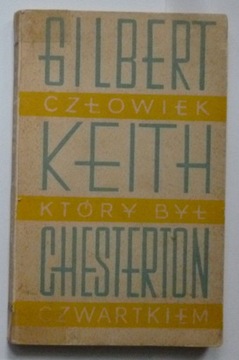 GILBERT
CZŁOWIEK
KEITH
KTÓRY BYŁ
CHESTERTON
CZWARTKIEM